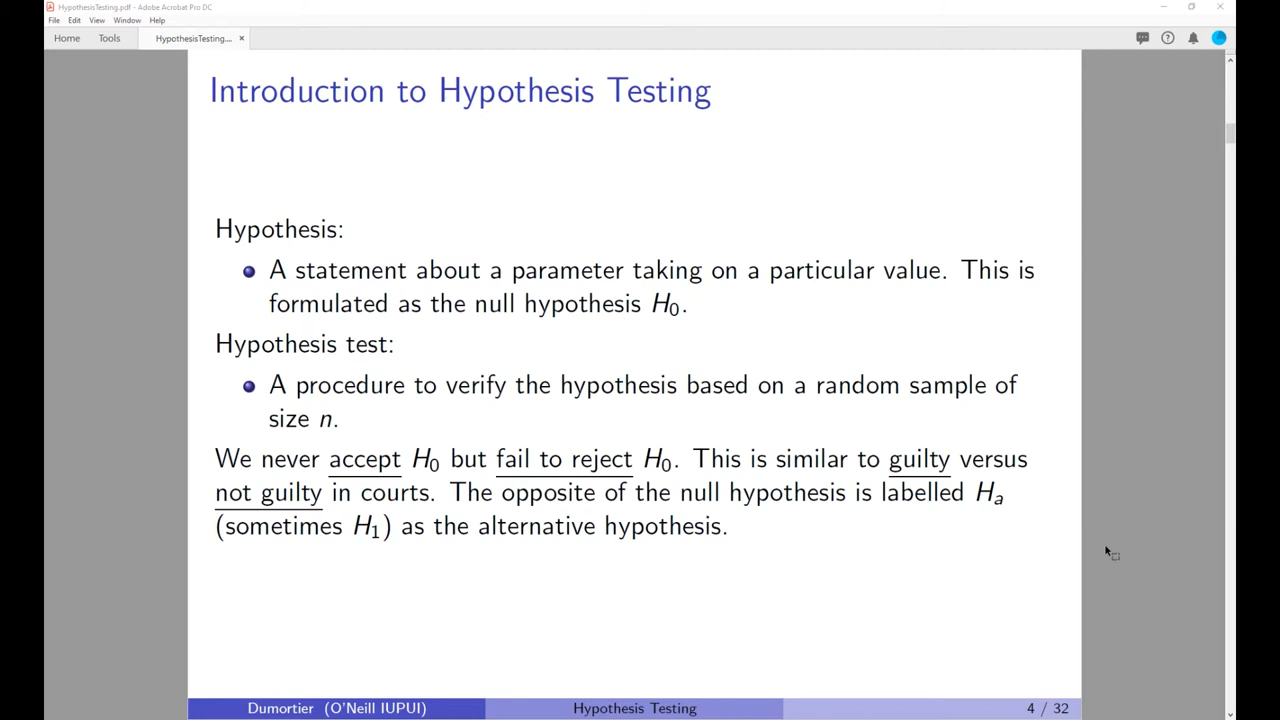 HypothesisTesting.pdf - Adobe Acrobat Pro DC
File Edit View Window Help
Home Tools HypothesisTesting....
Introduction to Hypothesis Testing
Hypothesis:
A statement about a parameter taking on a particular value. This is
formulated as the null hypothesis H0.
Hypothesis test:
A procedure to verify the hypothesis based on a random sample of
size n.
We never accept H0 but fail to reject H0. This is similar to guilty versus
not guilty in courts. The opposite of the null hypothesis is labelled Ha
(sometimes H1) as the alternative hypothesis.
Dumortier (O'Neill IUPUI) Hypothesis Testing 4 / 32